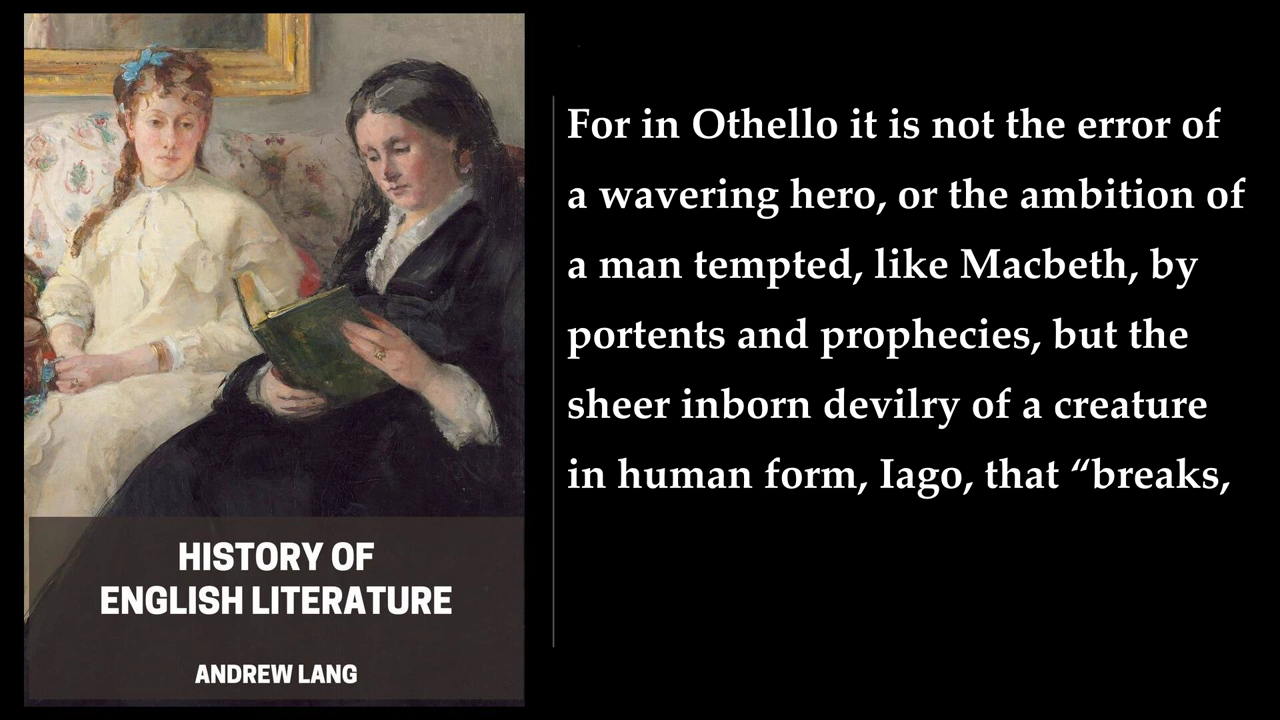 HISTORY OF
ENGLISH LITERATURE
ANDREW LANG
For in Othello it is not the error of
a wavering hero, or the ambition of
a man tempted, like Macbeth, by
portents and prophecies, but the
sheer inborn devilry of a creature
in human form, Iago, that “breaks,